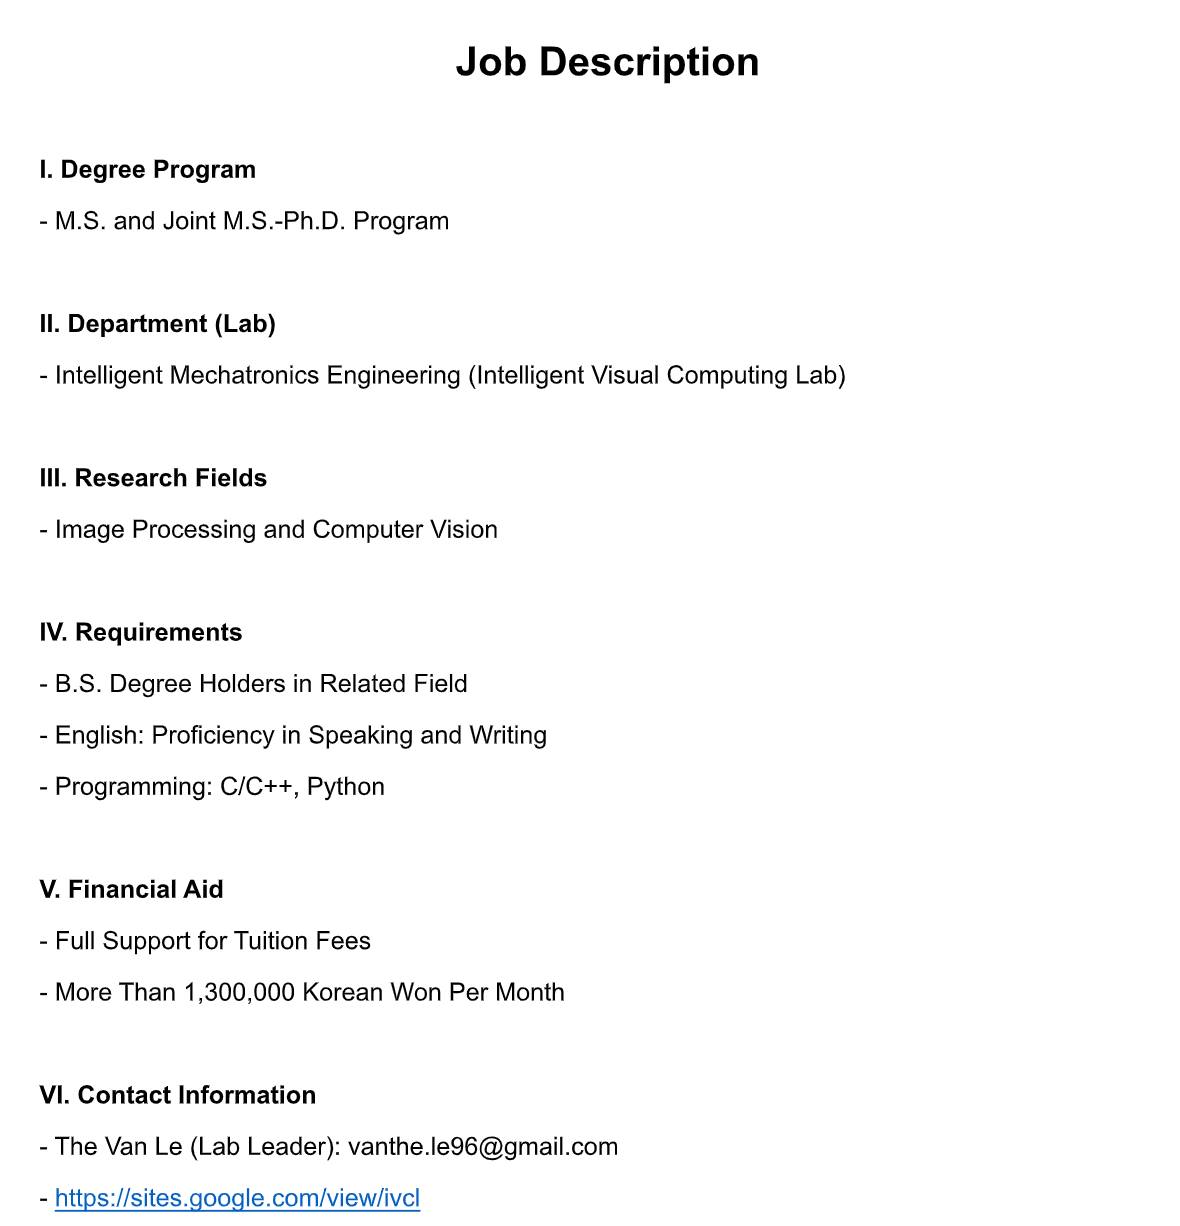 Job Description
I. Degree Program
- M.S. and Joint M.S.-Ph.D. Program
II. Department (Lab)
- Intelligent Mechatronics Engineering (Intelligent Visual Computing Lab)
III. Research Fields
- Image Processing and Computer Vision
IV. Requirements
- B.S. Degree Holders in Related Field
- English: Proficiency in Speaking and Writing
- Programming: C/C++, Python
V. Financial Aid
- Full Support for Tuition Fees
- More Than 1,300,000 Korean Won Per Month
VI. Contact Information
- The Van Le (Lab Leader): vanthe.le96@gmail.com
- https://sites.google.com/view/ivcl